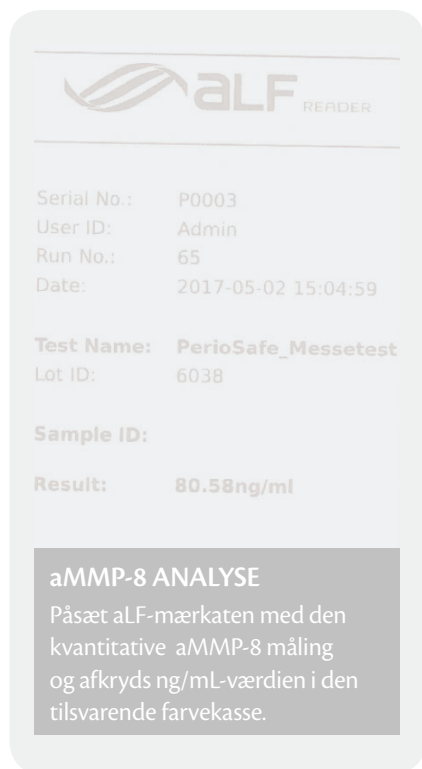 aLF READER
Serial No.: P0003
User ID: Admin
Run No.: 65
Date: 2017-05-02 15:04:59
Test Name: PerioSafe_Messetest
Lot ID: 6038
Sample ID:
Result: 80.58ng/ml
aMMP-8 ANALYSE
Påsæt aLF-mærkaten med den
kvantitative aMMP-8 måling
og afkryds ng/mL-værdien i den
tilsvarende farvekasse.